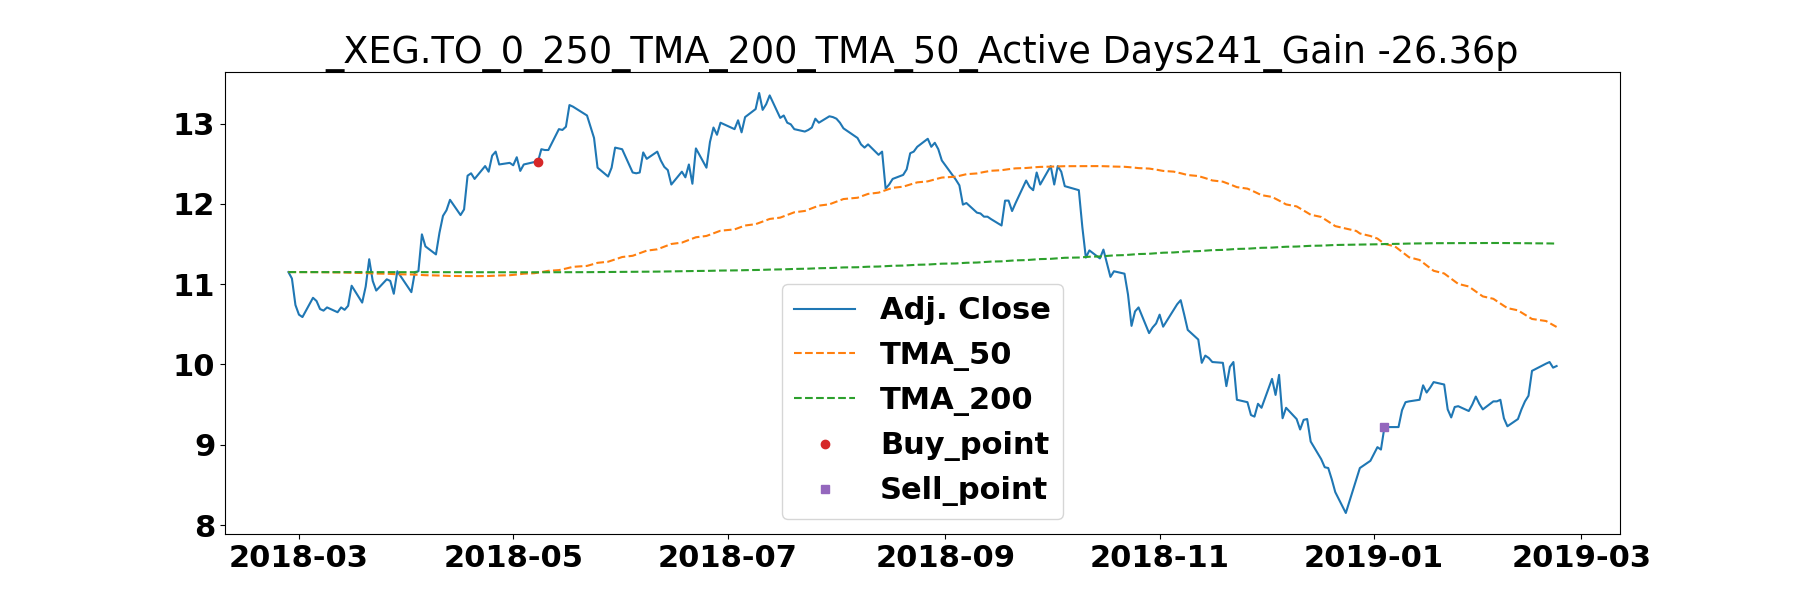 _XEG.TO_0_250_TMA_200_TMA_50_Active Days241_Gain -26.36p
13
12
11
10
9
8
Adj. Close
TMA_50
TMA_200
Buy_point
Sell_point
2018-03 2018-05 2018-07 2018-09 2018-11 2019-01 2019-03